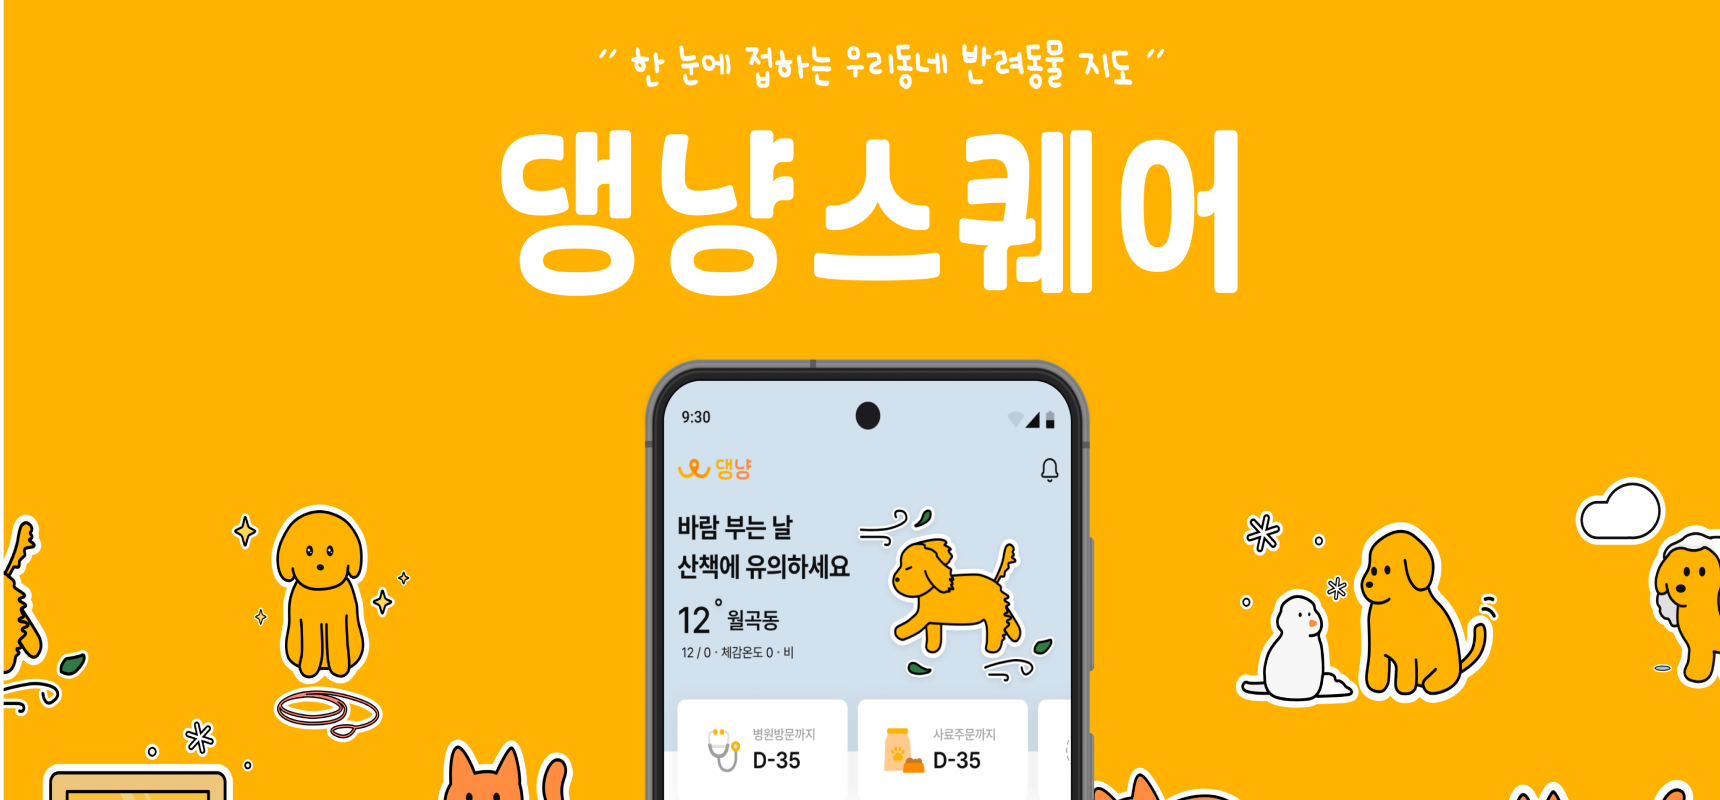 " 한 눈에 접하는 우리동네 반려동물 지도 "
댕냥스퀘어
9:30
댕냥
바람 부는 날
산책에 유의하세요
12° 월곡동
12 / 0 · 체감온도 0 · 비
병원방문까지
D-35
사료주문까지
D-35